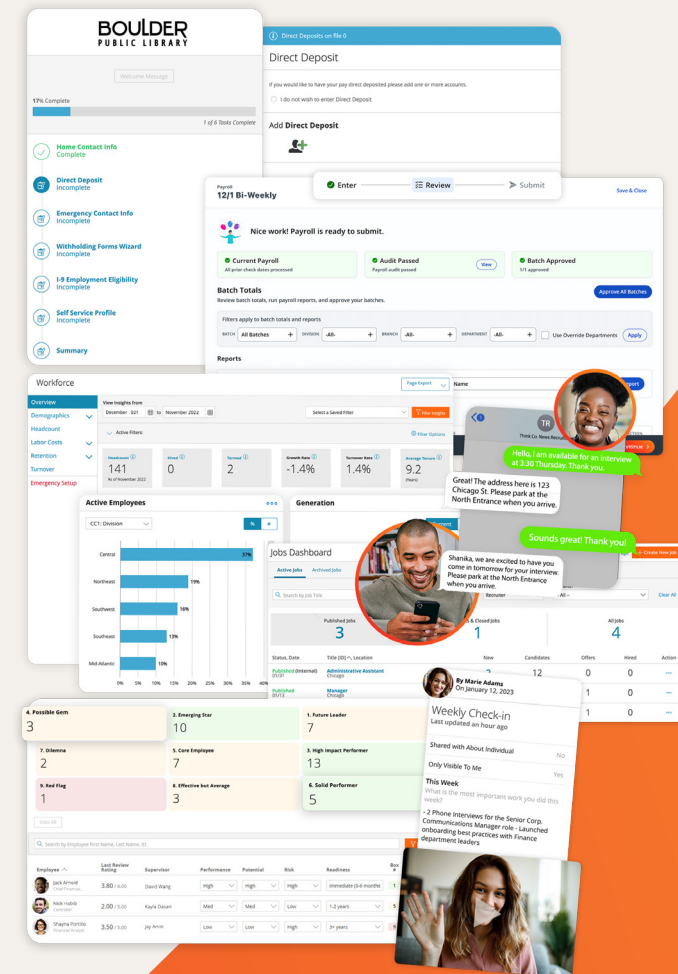 BOULDER
PUBLIC LIBRARY
Welcome Message
17% Complete
1 of 6 Tasks Complete
Home Contact Info
Complete
Direct Deposit
Incomplete
Emergency Contact Info
Incomplete
Withholding Forms Wizard
Incomplete
I-9 Employment Eligibility
Incomplete
Self Service Profile
Incomplete
Summary
Direct Deposits on file 0
Direct Deposit
If you would like to have your pay direct deposited please add one or more accounts.
I do not wish to enter Direct Deposit
Add Direct Deposit
Enter Review Submit
Payroll
12/1 Bi-Weekly
Save & Close
Nice work! Payroll is ready to submit.
Current Payroll
All prior check dates processed
Audit Passed
Payroll audit passed
View
Batch Approved
1/1 approved
Batch Totals
Review batch totals, run payroll reports, and approve your batches.
Approve All Batches
Filters apply to batch totals and reports
BATCH All Batches + DIVISION -All- + BRANCH -All- + DEPARTMENT -All- + Use Override Departments Apply
Reports
Name
Workforce
Page Export
Overview
Demographics
Headcount
Labor Costs
Retention
Turnover
Emergency Setup
View Insights from
to November 2022
Select a Saved Filter
Filter Insights
Active Filters:
Filter Options
Headcount
141
As of November 2022
Hired
0
Termed
2
Growth Rate
-1.4%
Turnover Rate
1.4%
Average Tenure
9.2
(Years)
Active Employees
CC1: Division
% #
Central 37%
Northeast 19%
Southwest 16%
Southeast 13%
Mid-Atlantic 10%
0% 5% 10% 15% 20% 25% 30% 35%
Generation
TR
Think Co. News Recruit
Hello, I am available for an interview
at 3:30 Thursday. Thank you.
Great! The address here is 123
Chicago St. Please park at the
North Entrance when you arrive.
Sounds great! Thank you!
Shanika, we are excited to have you
come in tomorrow for your interview.
Please park at the North Entrance
when you arrive.
Jobs Dashboard
+ Create New Job
Active Jobs Archived Jobs
Search by Job Title
Recruiter
-All--
Clear All
Published Jobs
3
& Closed Jobs
1
All Jobs
4
Status, Date Title (ID), Location New Candidates Offers Hired Action
Published (Internal) Administrative Assistant 12 0 0
01/31 Chicago
Published Manager 1 0
01/13 Chicago
1 0
4. Possible Gem
3
2. Emerging Star
10
1. Future Leader
7
7. Dilemma
2
5. Core Employee
7
3. High Impact Performer
13
9. Red Flag
1
8. Effective but Average
3
6. Solid Performer
5
View All
Search by Employee First Name, Last Name, ID
Employee Last Review Rating Supervisor Performance Potential Risk Readiness Box #
Jack Arnold 3.80 / 4.00 David Wang High High High Immediate (0-6 months) 1
Nick Habib 2.00 / 5.00 Kayla Dasari Med Med Low 1-2 years 5
Controller
Shayna Portillo 3.50 / 5.00 Jay Amin Low Low High 3+ years 9
Financial Analyst
By Marie Adams
On January 12, 2023
Weekly Check-in
Last updated an hour ago
Shared with About Individual No
Only Visible To Me Yes
This Week
What is the most important work you did this
week?
- 2 Phone Interviews for the Senior Corp.
Communications Manager role - Launched
onboarding best practices with Finance
department leaders